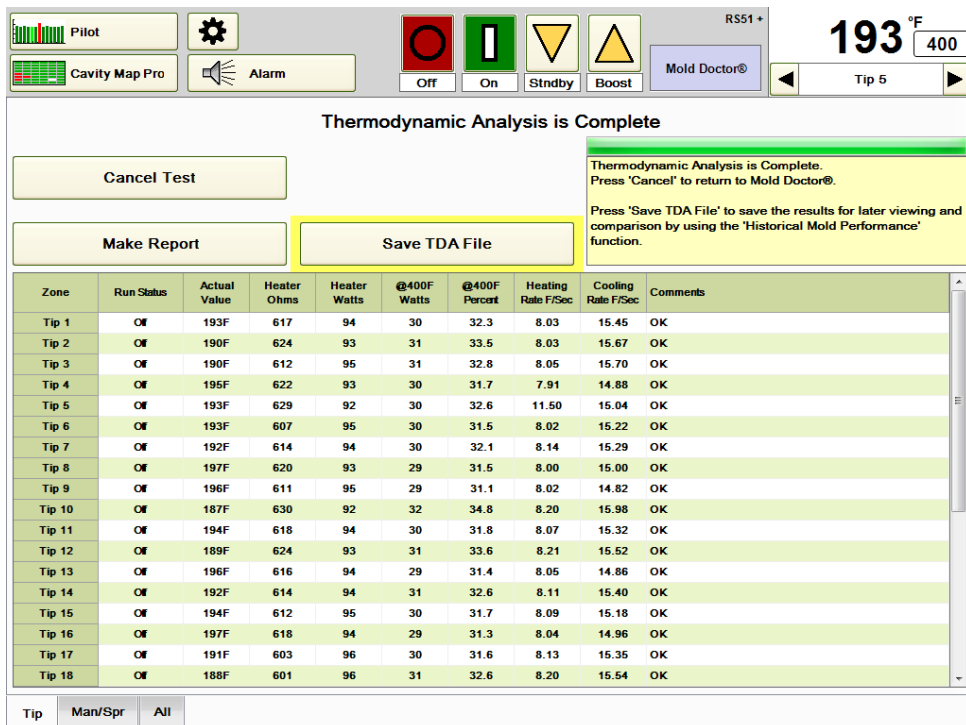 Pilot
RS51 +
193 °F
400
Cavity Map Pro
Alarm
Off
On
Stndby
Boost
Mold Doctor®
Tip 5
Thermodynamic Analysis is Complete
Cancel Test
Thermodynamic Analysis is Complete.
Press 'Cancel' to return to Mold Doctor®.
Press 'Save TDA File' to save the results for later viewing and
comparison by using the 'Historical Mold Performance'
function.
Make Report
Save TDA File
Zone Run Status Actual Value Heater Ohms Heater Watts @400F Watts @400F Percent Heating Rate F/Sec Cooling Rate F/Sec Comments
Tip 1 Off 193F 617 94 30 32.3 8.03 15.45 OK
Tip 2 Off 190F 624 93 31 33.5 8.03 15.67 OK
Tip 3 Off 190F 612 95 31 32.8 8.05 15.70 OK
Tip 4 Off 195F 622 93 30 31.7 7.91 14.88 OK
Tip 5 Off 193F 629 92 30 32.6 11.50 15.04 OK
Tip 6 Off 193F 607 95 30 31.5 8.02 15.22 OK
Tip 7 Off 192F 614 94 30 32.1 8.14 15.29 OK
Tip 8 Off 197F 620 93 29 31.5 8.00 15.00 OK
Tip 9 Off 196F 611 95 29 31.1 8.02 14.82 OK
Tip 10 Off 187F 630 92 32 34.8 8.20 15.98 OK
Tip 11 Off 194F 618 94 30 31.8 8.07 15.32 OK
Tip 12 Off 189F 624 93 31 33.6 8.21 15.52 OK
Tip 13 Off 196F 616 94 29 31.4 8.05 14.86 OK
Tip 14 Off 192F 614 94 31 32.6 8.11 15.40 OK
Tip 15 Off 194F 612 95 30 31.7 8.09 15.18 OK
Tip 16 Off 197F 618 94 29 31.3 8.04 14.96 OK
Tip 17 Off 191F 603 96 30 31.6 8.13 15.35 OK
Tip 18 Off 188F 601 96 31 32.6 8.20 15.54 OK
Tip Man/Spr All